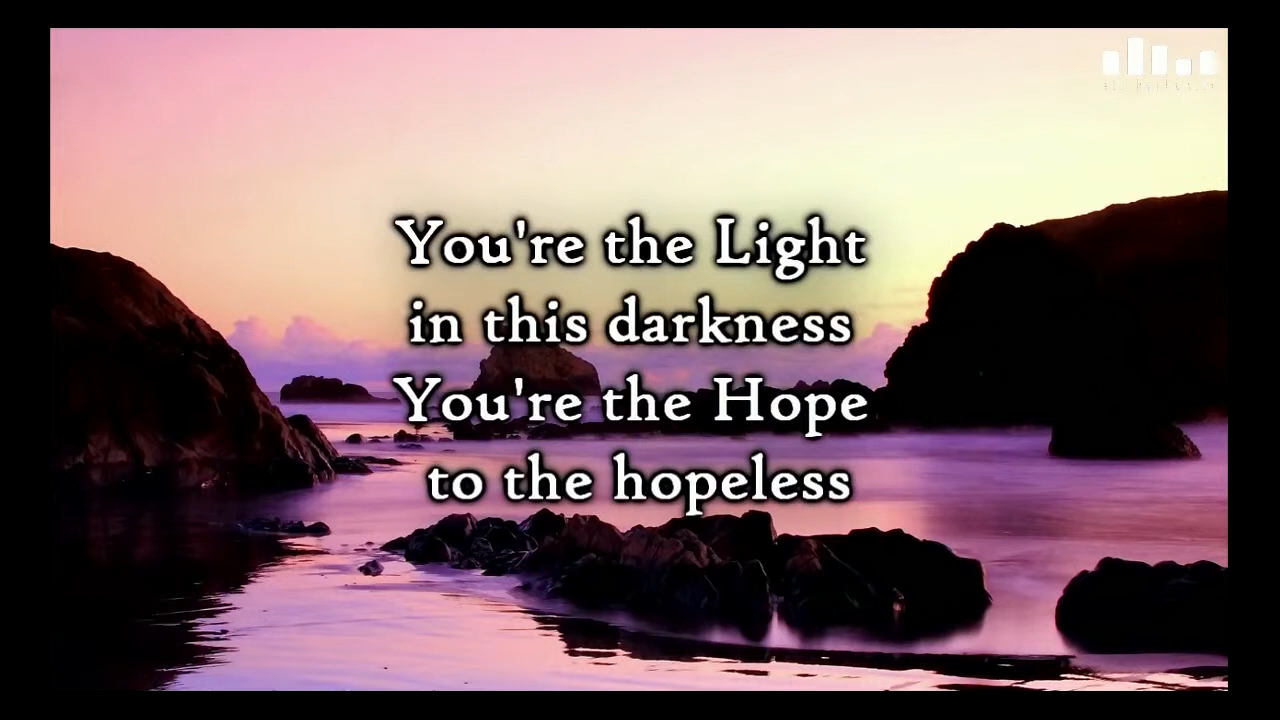 You're the Light
in this darkness
You're the Hope
to the hopeless